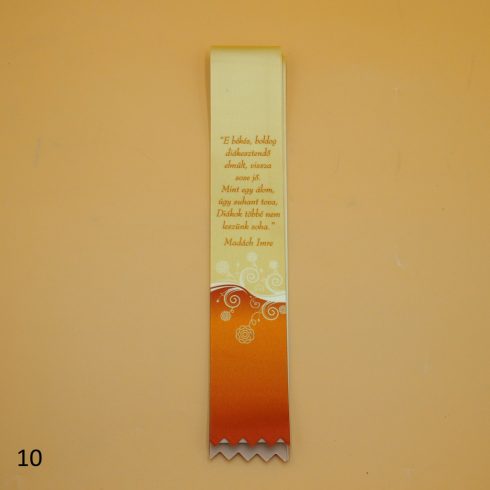 "E békés, boldog
diákesztendő
elmúlt, vissza
sose jő.
Mint egy álom,
úgy suhant tova,
Diákok többé nem
leszünk soha."
Madách Imre
10